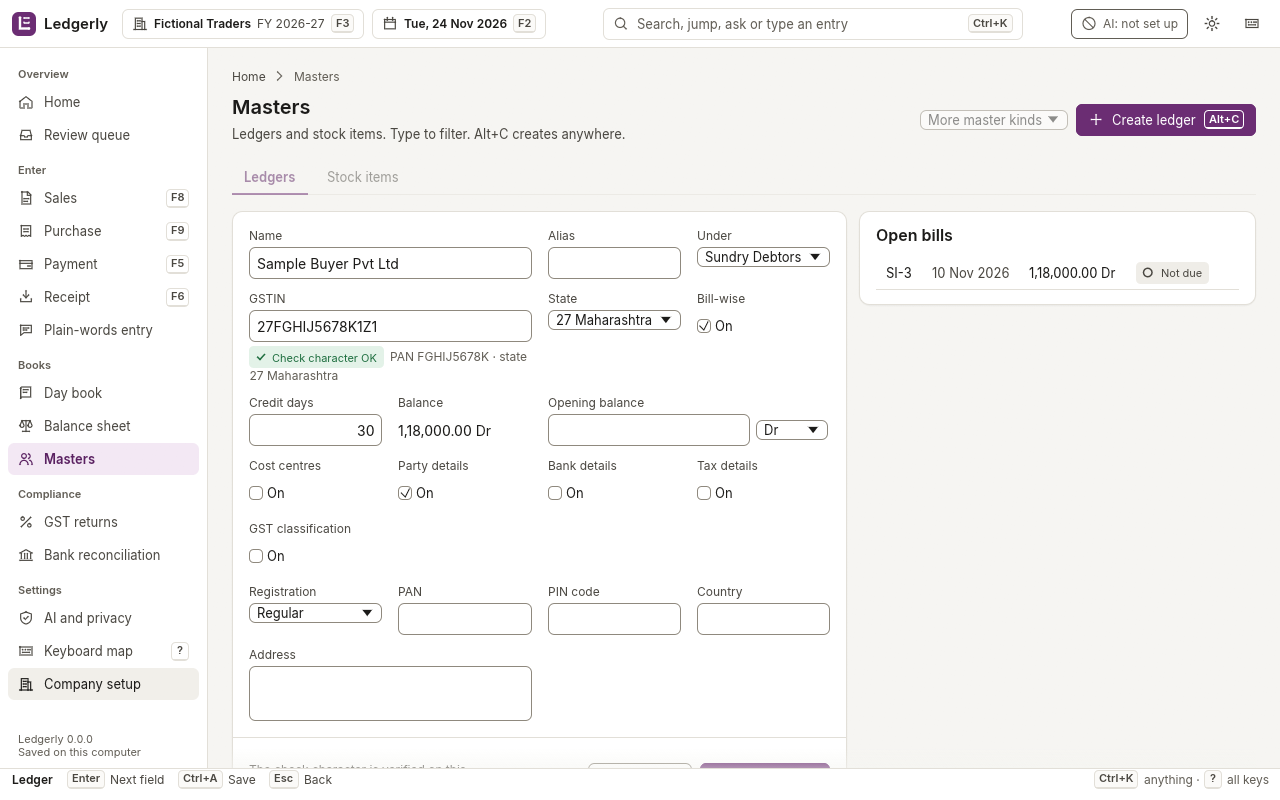 Ledgerly
Fictional Traders FY 2026-27 F3
Tue, 24 Nov 2026 F2
Search, jump, ask or type an entry Ctrl+K
AI: not set up
Overview
Home
Review queue
Enter
Sales F8
Purchase F9
Payment F5
Receipt F6
Plain-words entry
Books
Day book
Balance sheet
Masters
Compliance
GST returns
Bank reconciliation
Settings
AI and privacy
Keyboard map ?
Company setup
Ledgerly 0.0.0
Saved on this computer
Home Masters
Masters
Ledgers and stock items. Type to filter. Alt+C creates anywhere.
More master kinds
Create ledger Alt+C
Ledgers Stock items
Name Alias Under
Sample Buyer Pvt Ltd Sundry Debtors
GSTIN State Bill-wise
27FGHIJ5678K1Z1 27 Maharashtra On
Check character OK PAN FGHIJ5678K · state
27 Maharashtra
Credit days Balance Opening balance
30 1,18,000.00 Dr Dr
Cost centres Party details Bank details Tax details
On On On On
GST classification
On
Registration PAN PIN code Country
Regular
Address
The check character is verified on this
Open bills
SI-3 10 Nov 2026 1,18,000.00 Dr Not due
Ledger Enter Next field Ctrl+A Save Esc Back
Ctrl+K anything · ? all keys